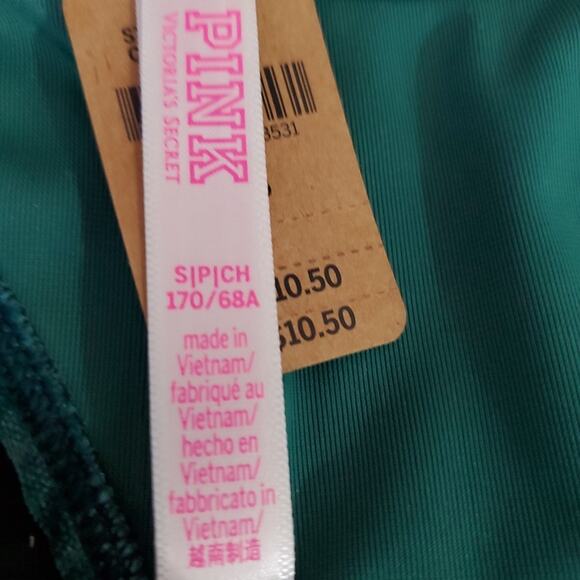 PINK
VICTORIA'S SECRET
S|P|CH
170/68A
made in
Vietnam/
fabriqué au
Vietnam/
hecho en
Vietnam/
fabbricato in
Vietnam/
越南制造
3531
10.50
$10.50